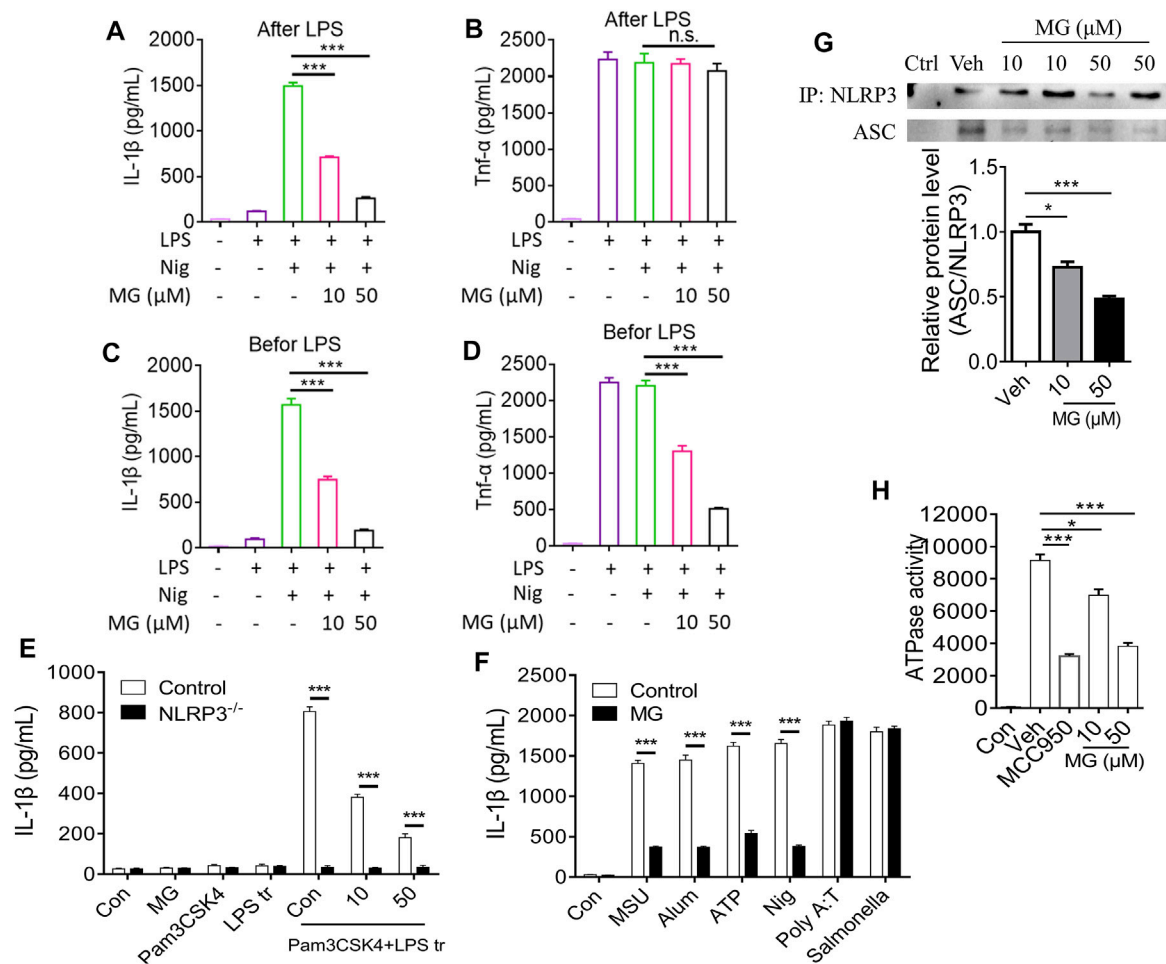 A
After LPS
IL-1β (pg/mL)
2000
1500
1000
500
0
***
***
LPS - + + + +
Nig - - + + +
MG (μM) - - - 10 50
B
After LPS
Tnf-α (pg/mL)
2500
2000
1500
1000
500
0
n.s.
LPS - + + + +
Nig - - + + +
MG (μM) - - - 10 50
C
Befor LPS
IL-1β (pg/mL)
2000
1500
1000
500
0
***
***
LPS - + + + +
Nig - - + + +
MG (μM) - - - 10 50
D
Befor LPS
Tnf-α (pg/mL)
2500
2000
1500
1000
500
0
***
***
LPS - + + + +
Nig - - + + +
MG (μM) - - - 10 50
E
IL-1β (pg/mL)
1000
800
600
400
200
0
Control
NLRP3-/-
***
***
***
Con MG Pam3CSK4 LPS tr Con 10 50
Pam3CSK4+LPS tr
F
IL-1β (pg/mL)
2500
2000
1500
1000
500
0
Control
MG
*** *** *** ***
Con MSU Alum ATP Nig Poly A:T Salmonella
G
MG (μM)
Ctrl Veh 10 10 50 50
IP: NLRP3
ASC
Relative protein level
(ASC/NLRP3)
1.5
1.0
0.5
0.0
***
*
Veh 10 50
MG (μM)
H
ATPase activity
12000
10000
8000
6000
4000
2000
0
***
*
***
Con Veh MCC950 10 50
MG (μM)